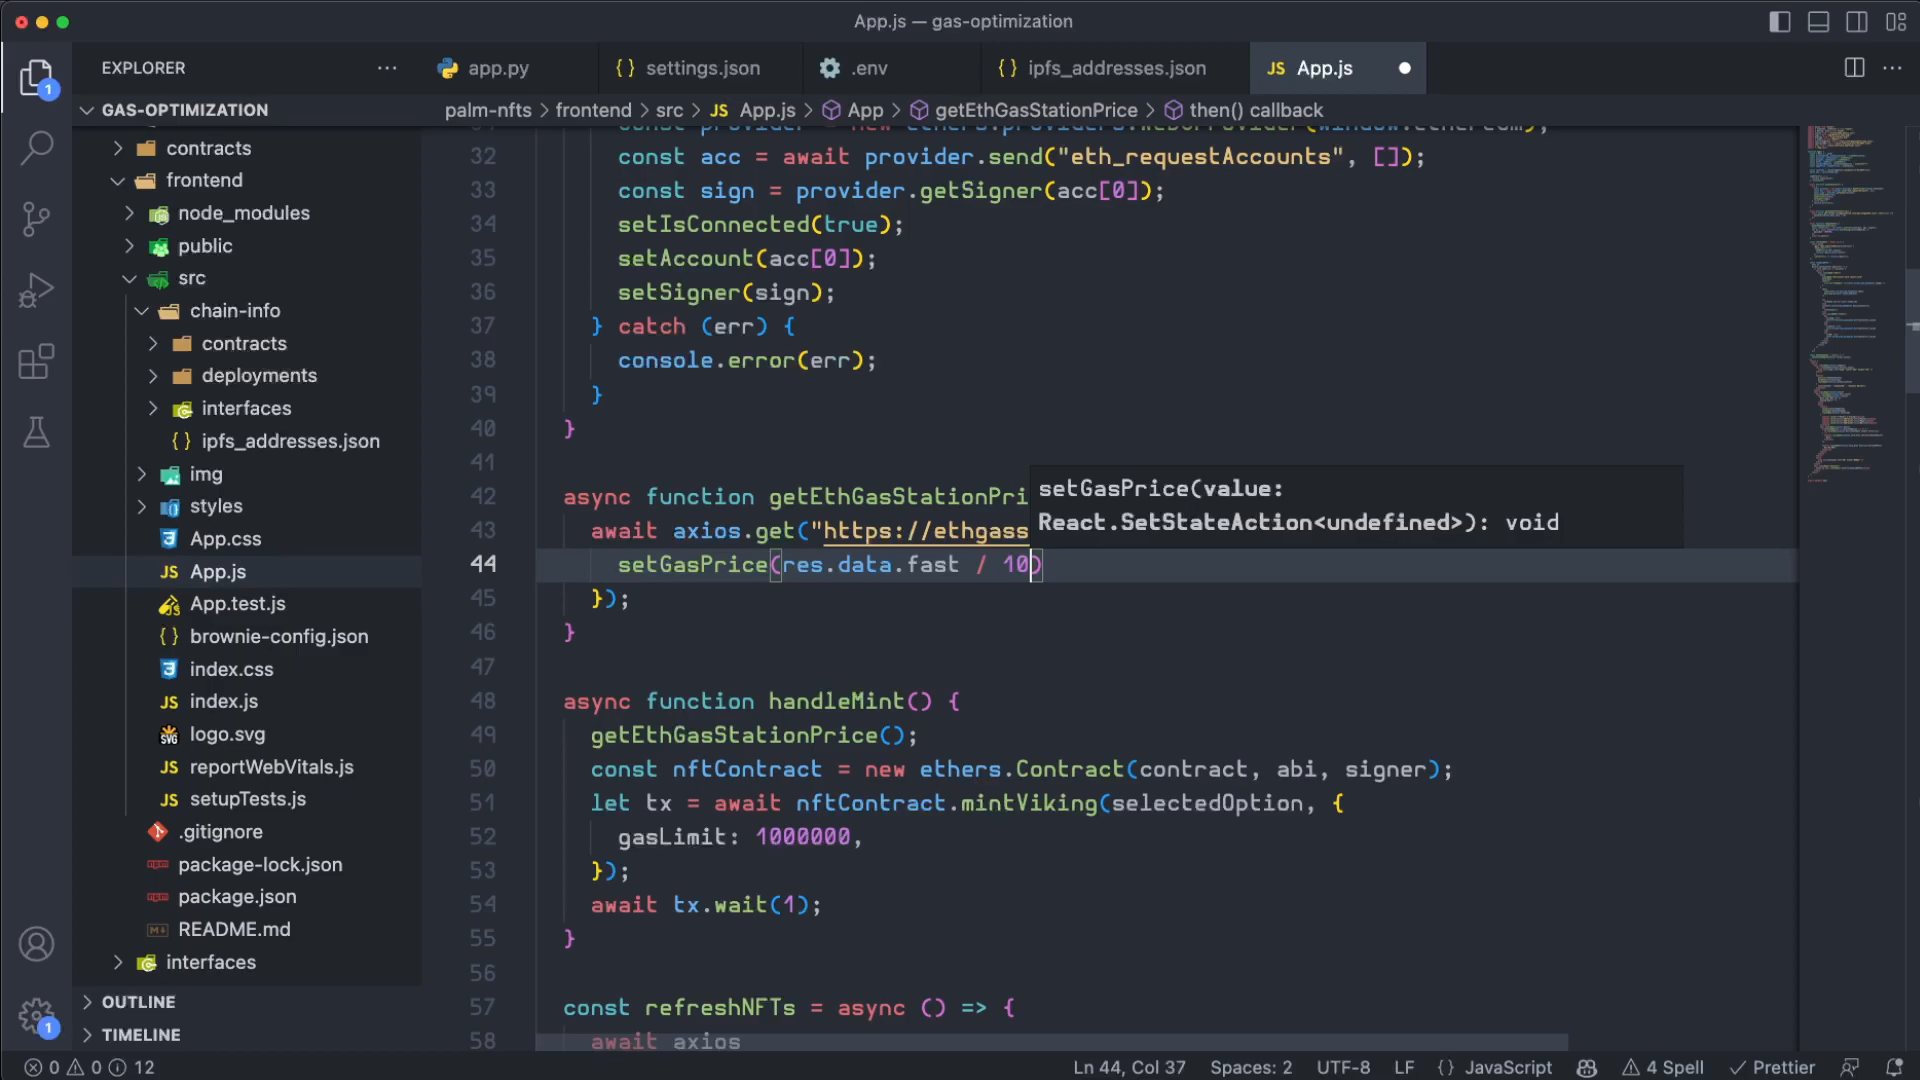 App.js — gas-optimization
EXPLORER
app.py
settings.json
.env
ipfs_addresses.json
App.js
GAS-OPTIMIZATION
palm-nfts > frontend > src > App.js > App > getEthGasStationPrice > then() callback
contracts
frontend
node_modules
public
src
chain-info
contracts
deployments
interfaces
ipfs_addresses.json
img
styles
App.css
App.js
App.test.js
brownie-config.json
index.css
index.js
logo.svg
reportWebVitals.js
setupTests.js
.gitignore
package-lock.json
package.json
README.md
interfaces
OUTLINE
TIMELINE
32 const acc = await provider.send("eth_requestAccounts", []);
33 const sign = provider.getSigner(acc[0]);
34 setIsConnected(true);
35 setAccount(acc[0]);
36 setSigner(sign);
37 } catch (err) {
38 console.error(err);
39 }
40 }
41
42 async function getEthGasStationPri
43 await axios.get("https://ethgass
44 setGasPrice(res.data.fast / 10)
45 });
46 }
47
48 async function handleMint() {
49 getEthGasStationPrice();
50 const nftContract = new ethers.Contract(contract, abi, signer);
51 let tx = await nftContract.mintViking(selectedOption, {
52 gasLimit: 1000000,
53 });
54 await tx.wait(1);
55 }
56
57 const refreshNFTs = async () => {
58 await axios
setGasPrice(value:
React.SetStateAction<undefined>): void
0 0 12
Ln 44, Col 37
Spaces: 2
UTF-8
LF
{} JavaScript
4 Spell
Prettier